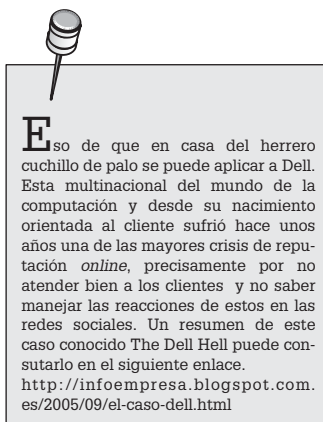 Eso de que en casa del herrero
cuchillo de palo se puede aplicar a Dell.
Esta multinacional del mundo de la
computación y desde su nacimiento
orientada al cliente sufrió hace unos
años una de las mayores crisis de repu-
tación online, precisamente por no
atender bien a los clientes y no saber
manejar las reacciones de estos en las
redes sociales. Un resumen de este
caso conocido The Dell Hell puede con-
sutarlo en el siguiente enlace.
http://infoempresa.blogspot.com.
es/2005/09/el-caso-dell.html